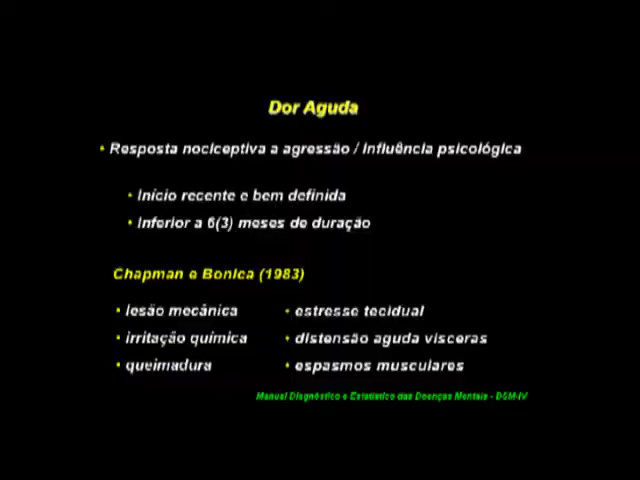 Dor Aguda
• Resposta nociceptiva a agressão / Influência psicológica
• Início recente e bem definida
• Inferior a 6(3) meses de duração
Chapman e Bonica (1983)
• lesão mecânica • estresse tecidual
• irritação química • distensão aguda vísceras
• queimadura • espasmos musculares
Manual Diagnóstico e Estatístico das Doenças Mentais - DSM-IV